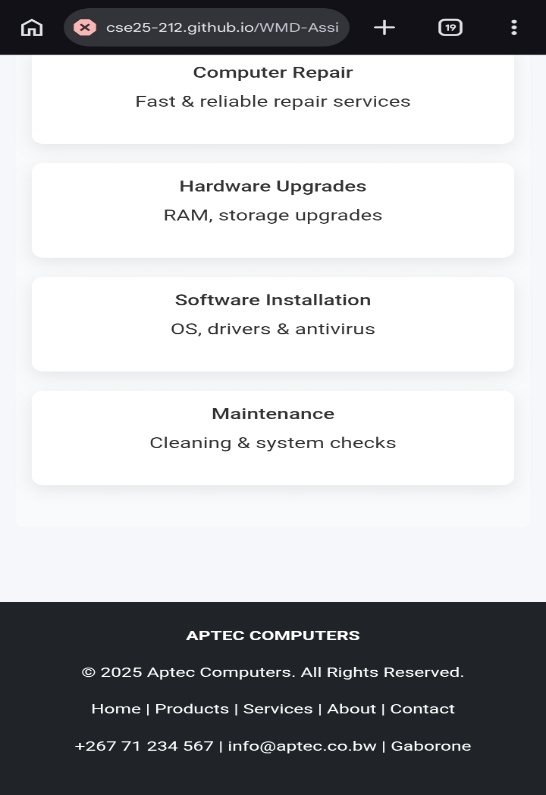 cse25-212.github.io/WMD-Assi
19
Computer Repair
Fast & reliable repair services
Hardware Upgrades
RAM, storage upgrades
Software Installation
OS, drivers & antivirus
Maintenance
Cleaning & system checks
APTEC COMPUTERS
© 2025 Aptec Computers. All Rights Reserved.
Home | Products | Services | About | Contact
+267 71 234 567 | info@aptec.co.bw | Gaborone